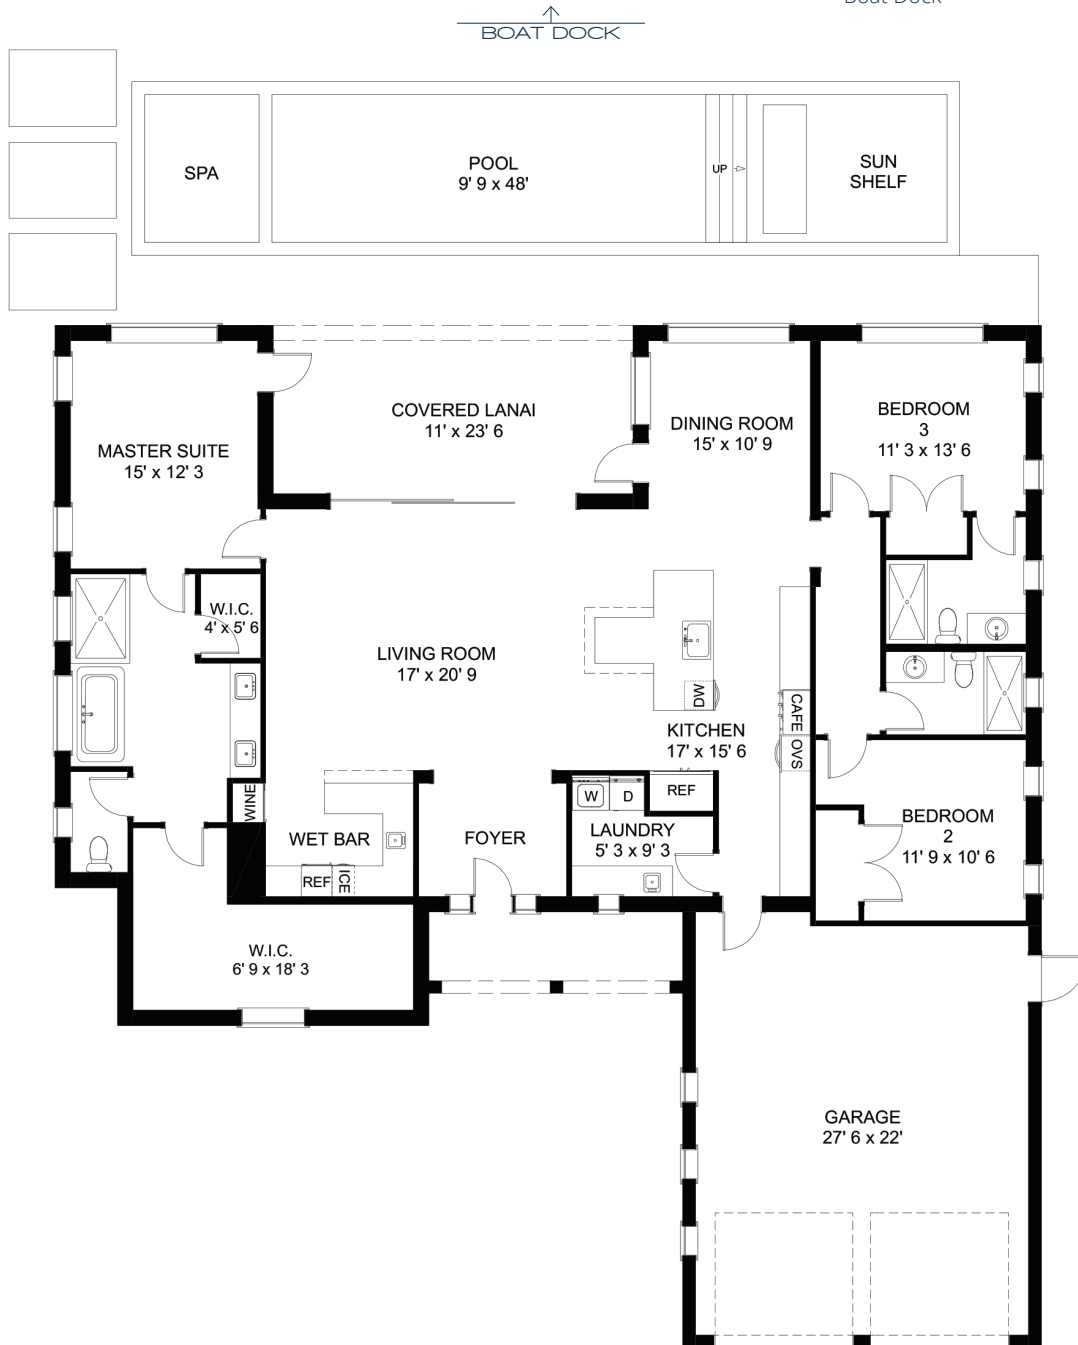 Boat Dock
BOAT DOCK
SPA
POOL
9' 9 x 48'
UP
SUN
SHELF
COVERED LANAI
11' x 23' 6
MASTER SUITE
15' x 12' 3
DINING ROOM
15' x 10' 9
BEDROOM
3
11' 3 x 13' 6
W.I.C.
4' x 5' 6
LIVING ROOM
17' x 20' 9
DW
KITCHEN
17' x 15' 6
CAFE
OVS
WINE
WET BAR
REF
ICE
FOYER
W
D
REF
LAUNDRY
5' 3 x 9' 3
BEDROOM
2
11' 9 x 10' 6
W.I.C.
6' 9 x 18' 3
GARAGE
27' 6 x 22'